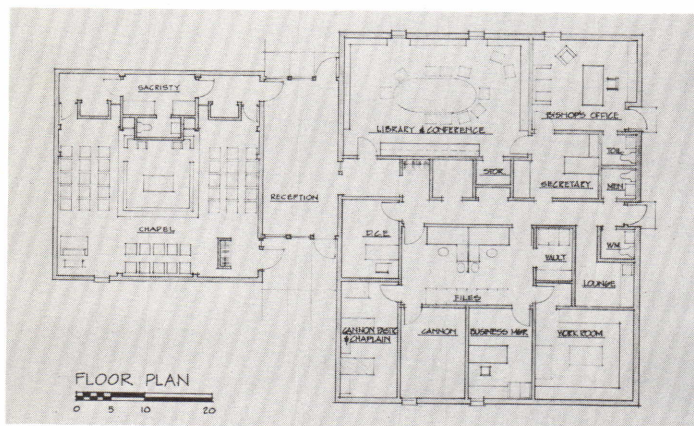 SACRISTY
LIBRARY & CONFERENCE
BISHOP'S OFFICE
TOIL.
STOR.
SECRETARY
MEN
RECEPTION
CHAPEL
D.C.E.
WM.
VAULT
LOUNGE
FILES
CANNON PASTIC
& CHAPLAIN
CANNON
BUSINESS MGR.
WORK ROOM
FLOOR PLAN
0 5 10 20